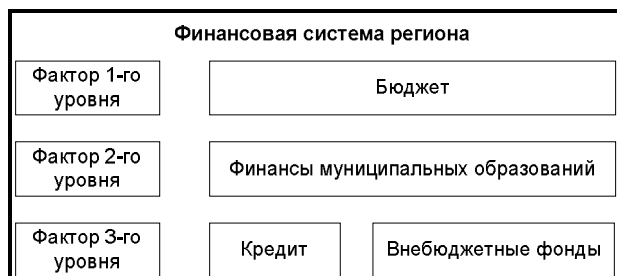 Финансовая система региона
Фактор 1-го
уровня
Бюджет
Фактор 2-го
уровня
Финансы муниципальных образований
Фактор 3-го
уровня
Кредит
Внебюджетные фонды